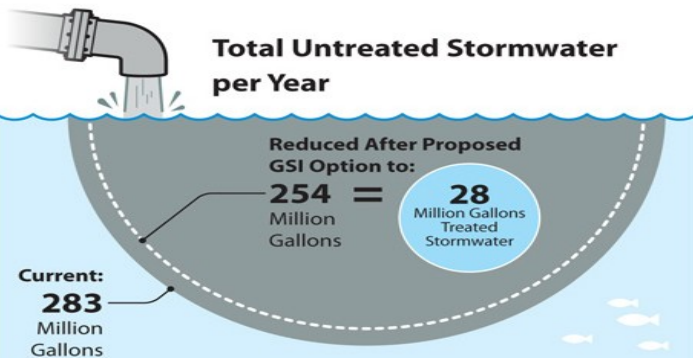 Total Untreated Stormwater
per Year
Reduced After Proposed
GSI Option to:
254
Million
Gallons
=
28
Million Gallons
Treated
Stormwater
Current:
283
Million
Gallons